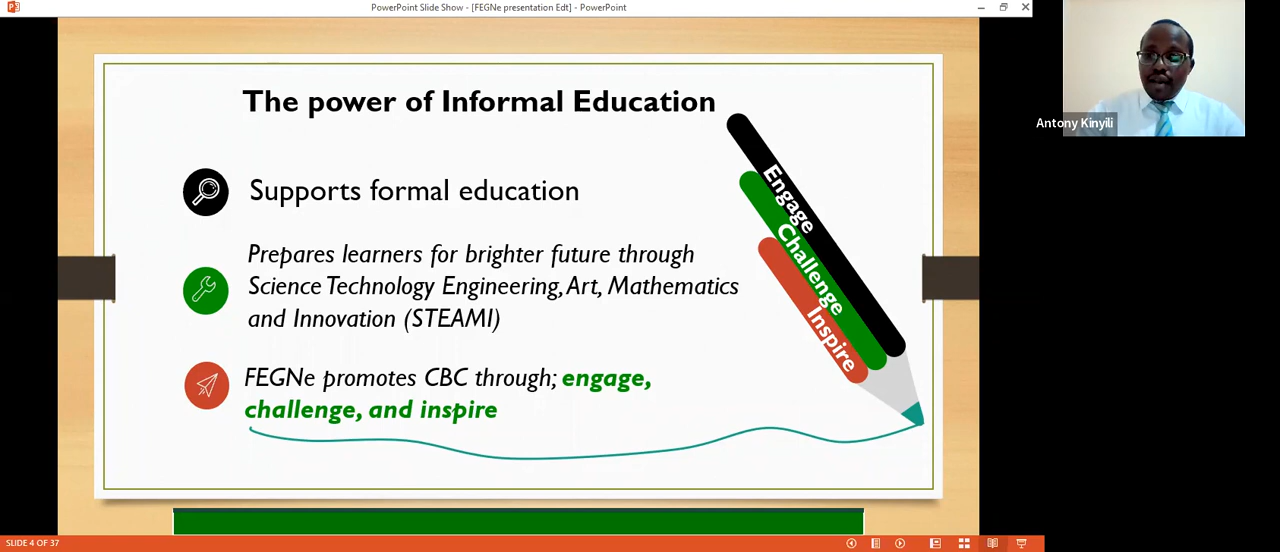 PowerPoint Slide Show - [FEGNe presentation Edt] - PowerPoint
The power of Informal Education
Supports formal education
Prepares learners for brighter future through
Science Technology Engineering, Art, Mathematics
and Innovation (STEAMI)
FEGNe promotes CBC through; engage,
challenge, and inspire
Engage
Challenge
Inspire
Antony Kinyili
SLIDE 4 OF 37